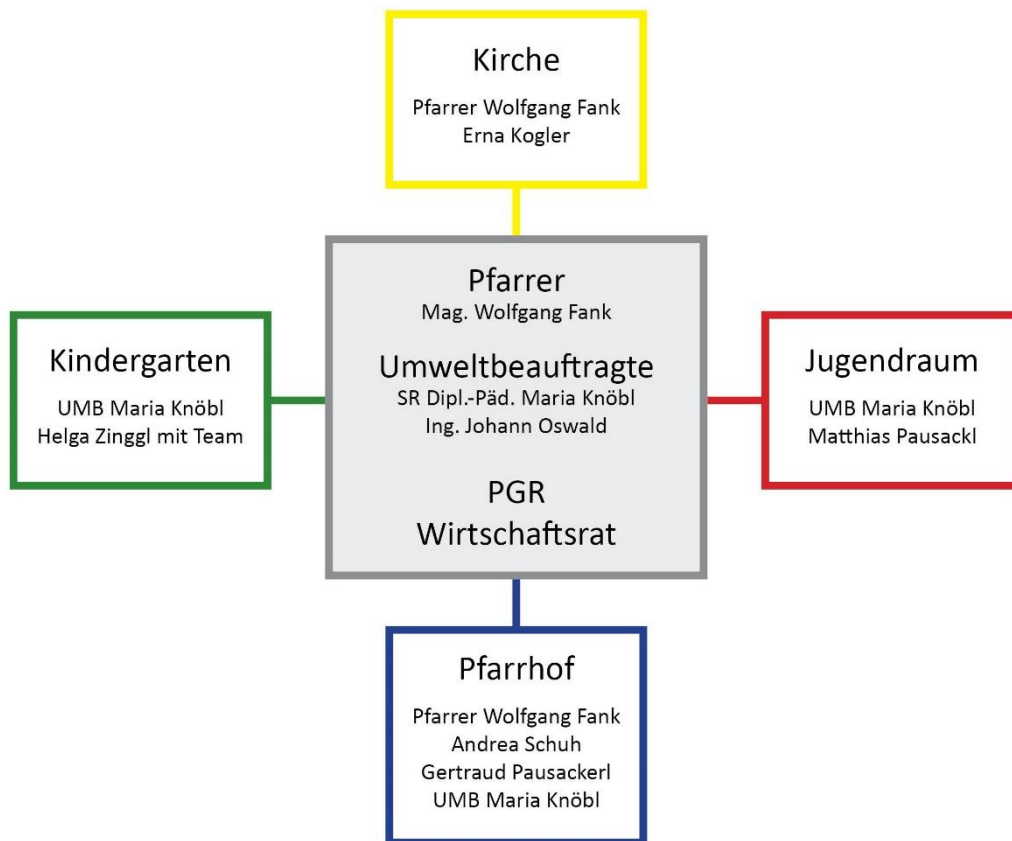 Kirche
Pfarrer Wolfgang Fank
Erna Kogler
Pfarrer
Mag. Wolfgang Fank
Umweltbeauftragte
SR Dipl.-Päd. Maria Knöbl
Ing. Johann Oswald
PGR
Wirtschaftsrat
Kindergarten
UMB Maria Knöbl
Helga Zinggl mit Team
Jugendraum
UMB Maria Knöbl
Matthias Pausackl
Pfarrhof
Pfarrer Wolfgang Fank
Andrea Schuh
Gertraud Pausackerl
UMB Maria Knöbl